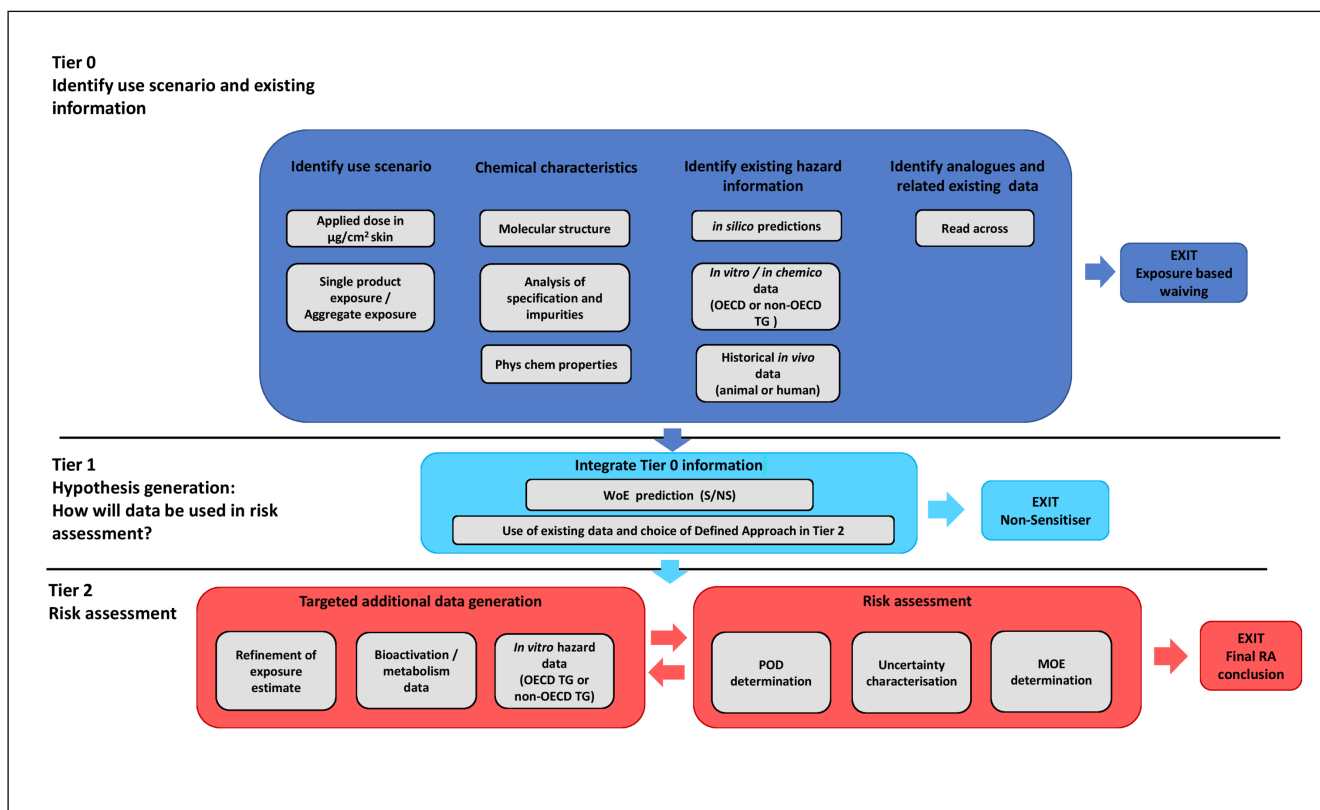 Tier 0
Identify use scenario and existing
information
Identify use scenario
Applied dose in
µg/cm² skin
Single product
exposure /
Aggregate exposure
Chemical characteristics
Molecular structure
Analysis of
specification and
impurities
Phys chem properties
Identify existing hazard
information
in silico predictions
In vitro / in chemico
data
(OECD or non-OECD
TG )
Historical in vivo
data
(animal or human)
Identify analogues and
related existing data
Read across
EXIT
Exposure based
waiving
Tier 1
Hypothesis generation:
How will data be used in risk
assessment?
Integrate Tier 0 information
WoE prediction (S/NS)
Use of existing data and choice of Defined Approach in Tier 2
EXIT
Non-Sensitiser
Tier 2
Risk assessment
Targeted additional data generation
Refinement of
exposure
estimate
Bioactivation /
metabolism
data
In vitro hazard
data
(OECD TG or
non-OECD TG)
Risk assessment
POD
determination
Uncertainty
characterisation
MOE
determination
EXIT
Final RA
conclusion